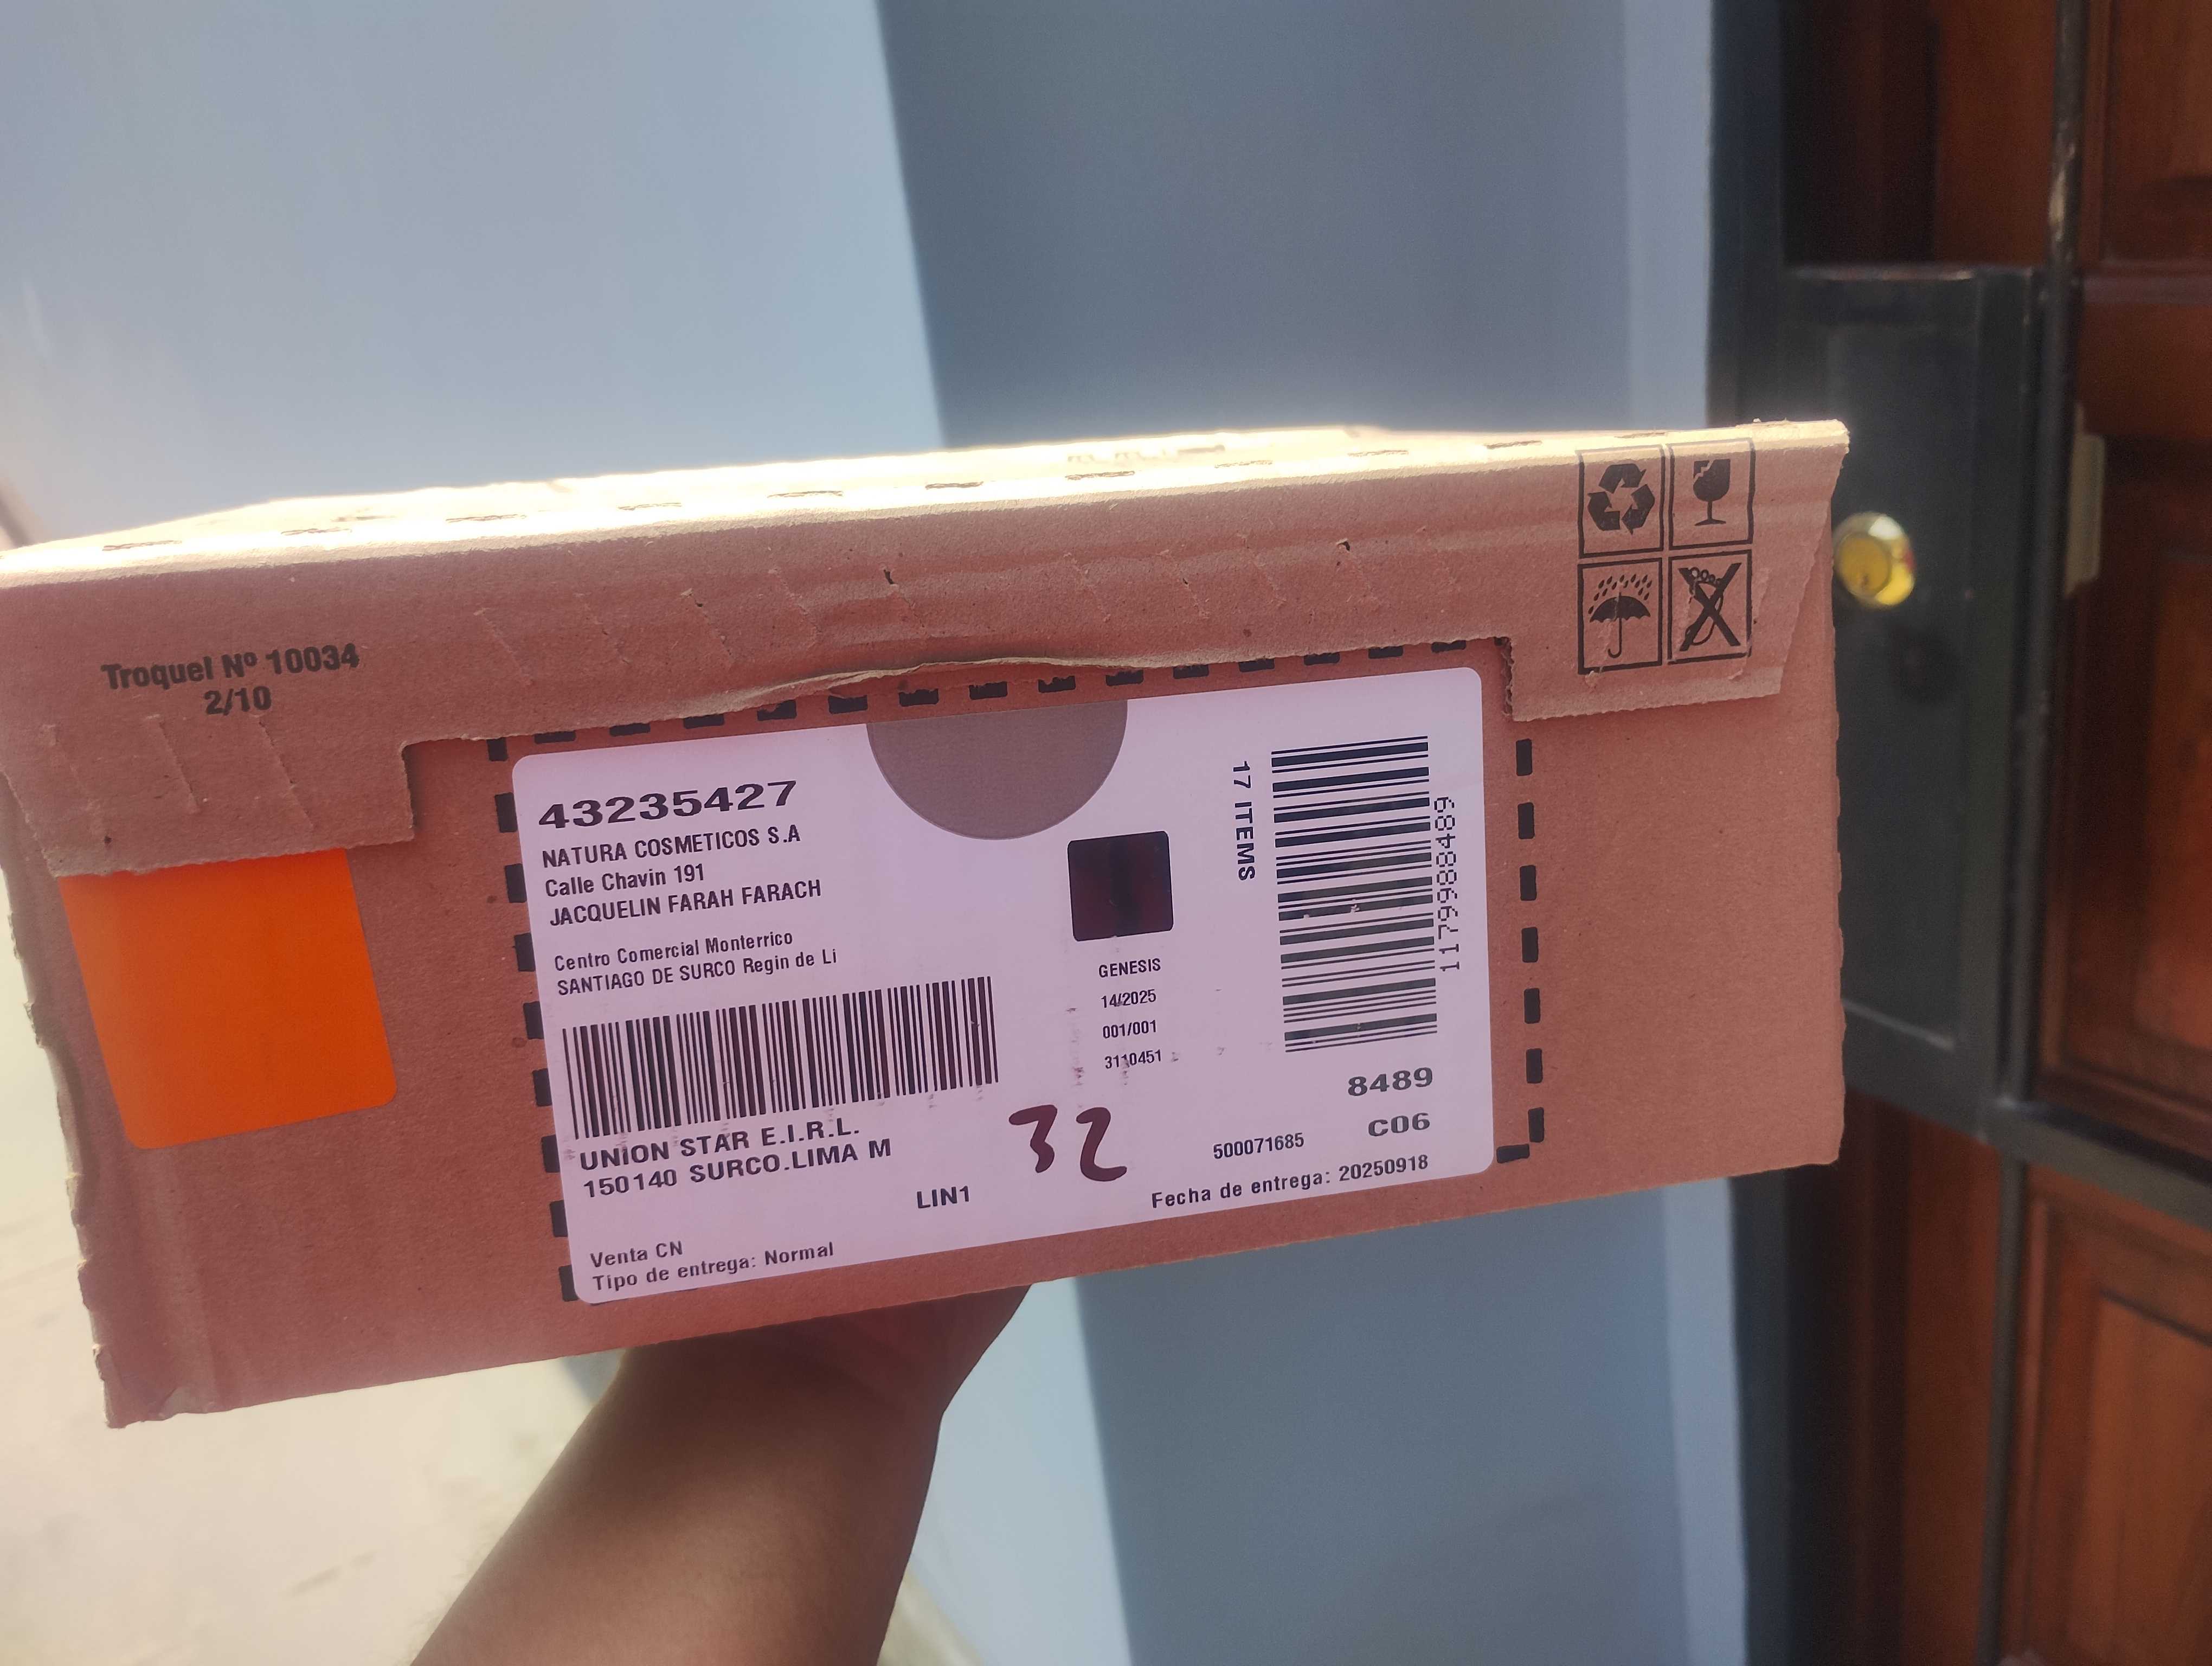 Troquel Nº 10034
2/10
43235427
NATURA COSMETICOS S.A
Calle Chavin 191
JACQUELIN FARAH FARACH
Centro Comercial Monterrico
SANTIAGO DE SURCO Regin de Li
UNION STAR E.I.R.L.
150140 SURCO.LIMA M
LIN1
Venta CN
Tipo de entrega: Normal
GENESIS
14/2025
001/001
3110451
32
17 ITEMS
11799884​89
8489
C06
500071685
Fecha de entrega: 20250918